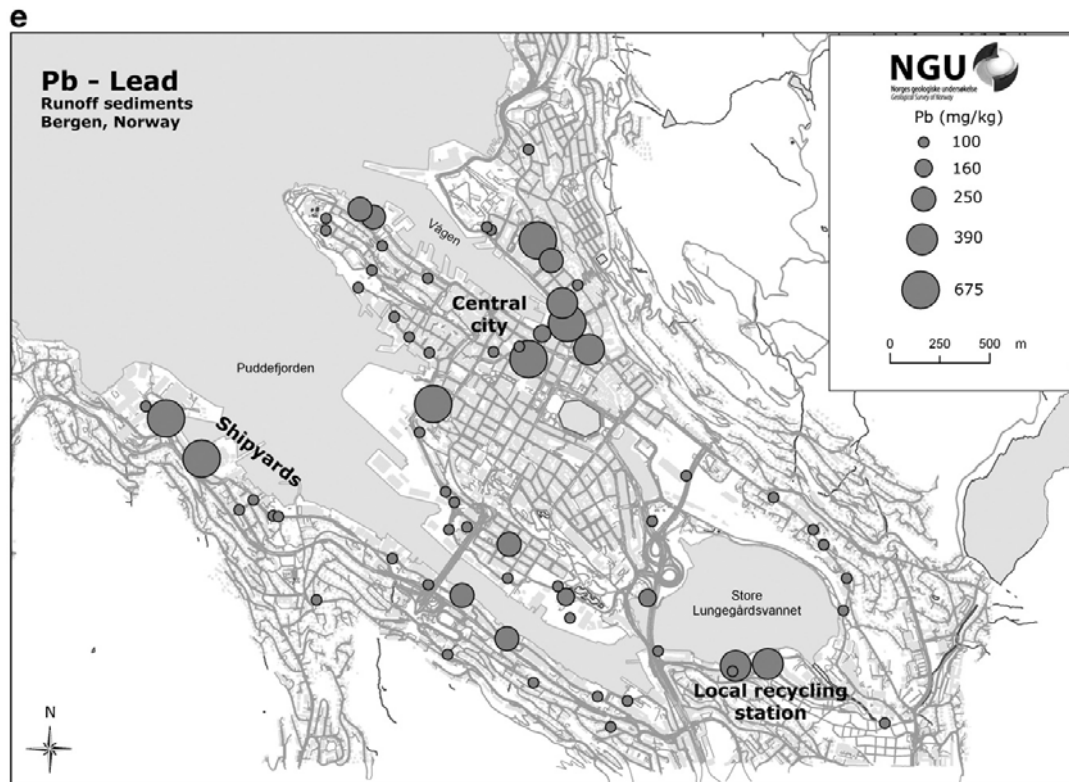 e
Pb - Lead
Runoff sediments
Bergen, Norway
NGU
Norges geologiske undersøkelse
Geological Survey of Norway
Pb (mg/kg)
100
160
250
390
675
0 250 500 m
Vågen
Central
city
Puddefjorden
Shipyards
Store
Lungegårdsvannet
Local recycling
station
N